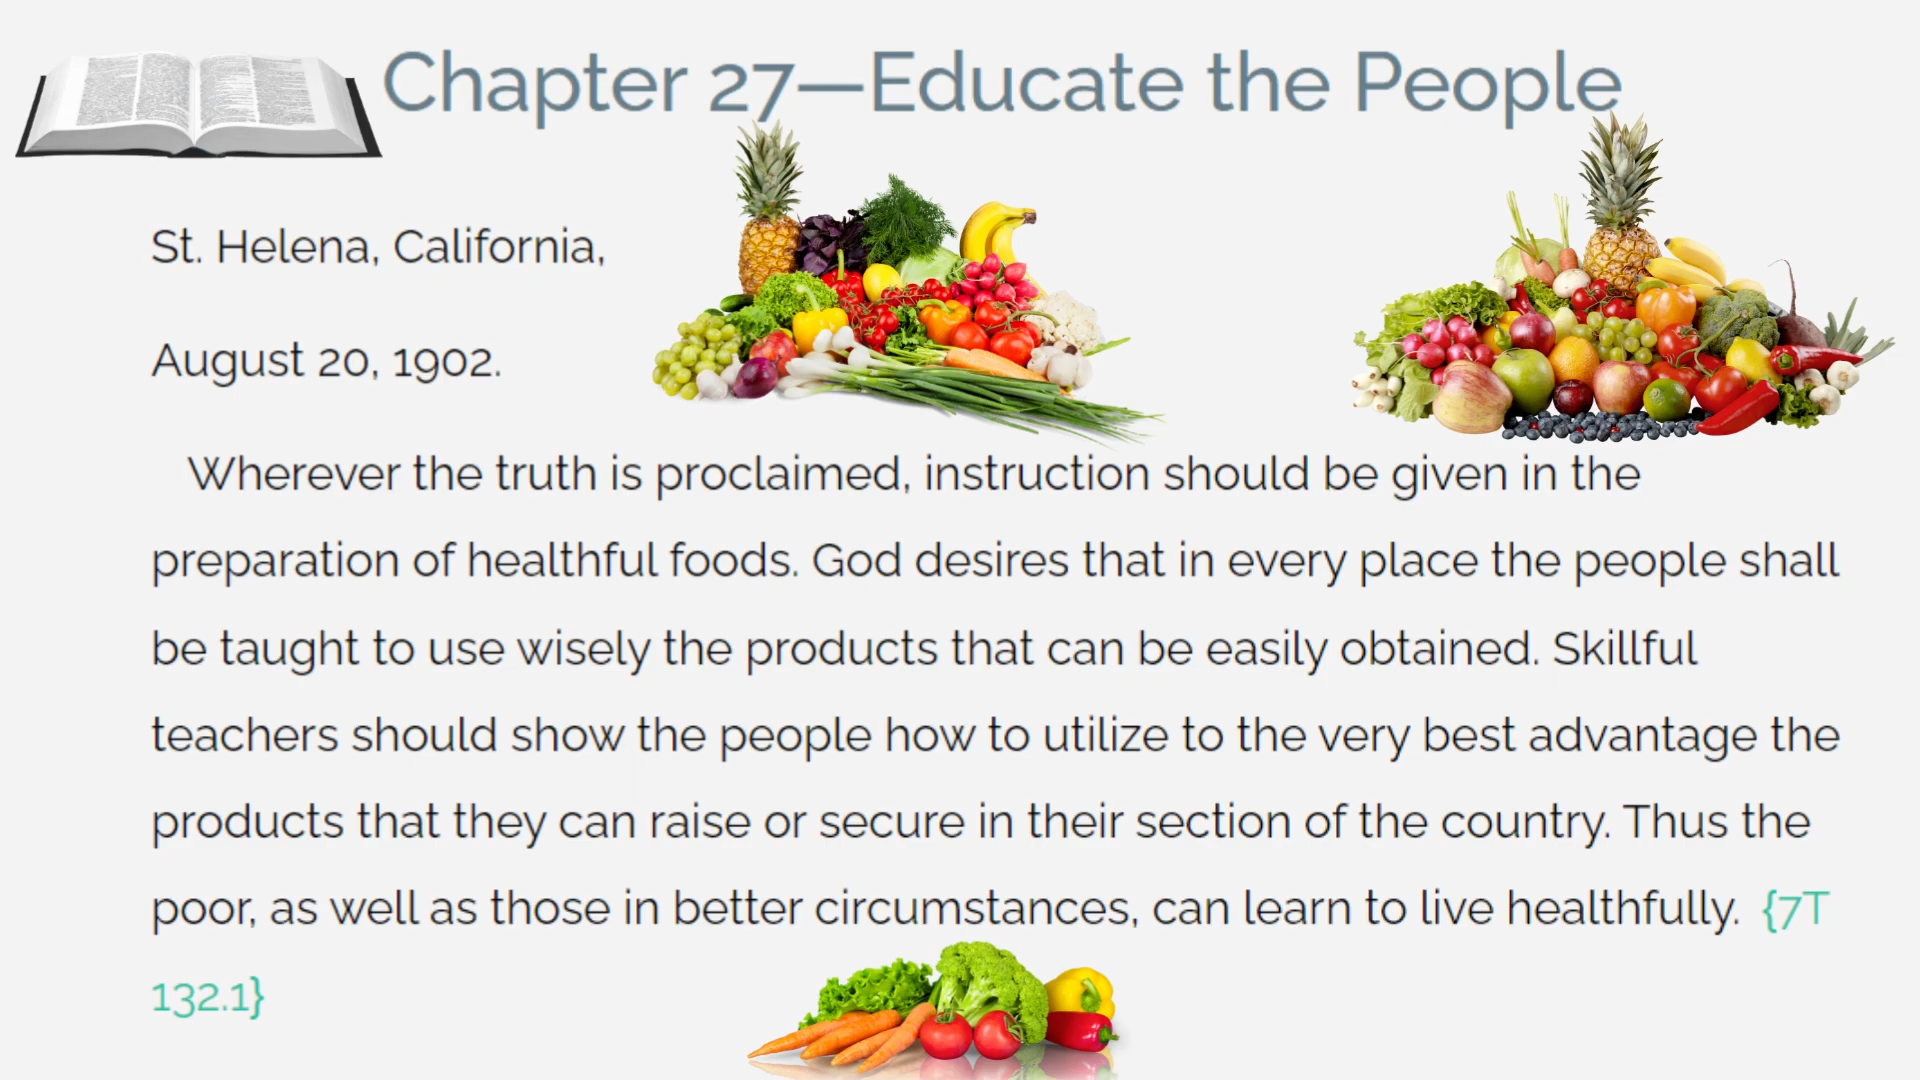 Chapter 27—Educate the People
St. Helena, California,
August 20, 1902.
Wherever the truth is proclaimed, instruction should be given in the
preparation of healthful foods. God desires that in every place the people shall
be taught to use wisely the products that can be easily obtained. Skillful
teachers should show the people how to utilize to the very best advantage the
products that they can raise or secure in their section of the country. Thus the
poor, as well as those in better circumstances, can learn to live healthfully. {7T
132.1}